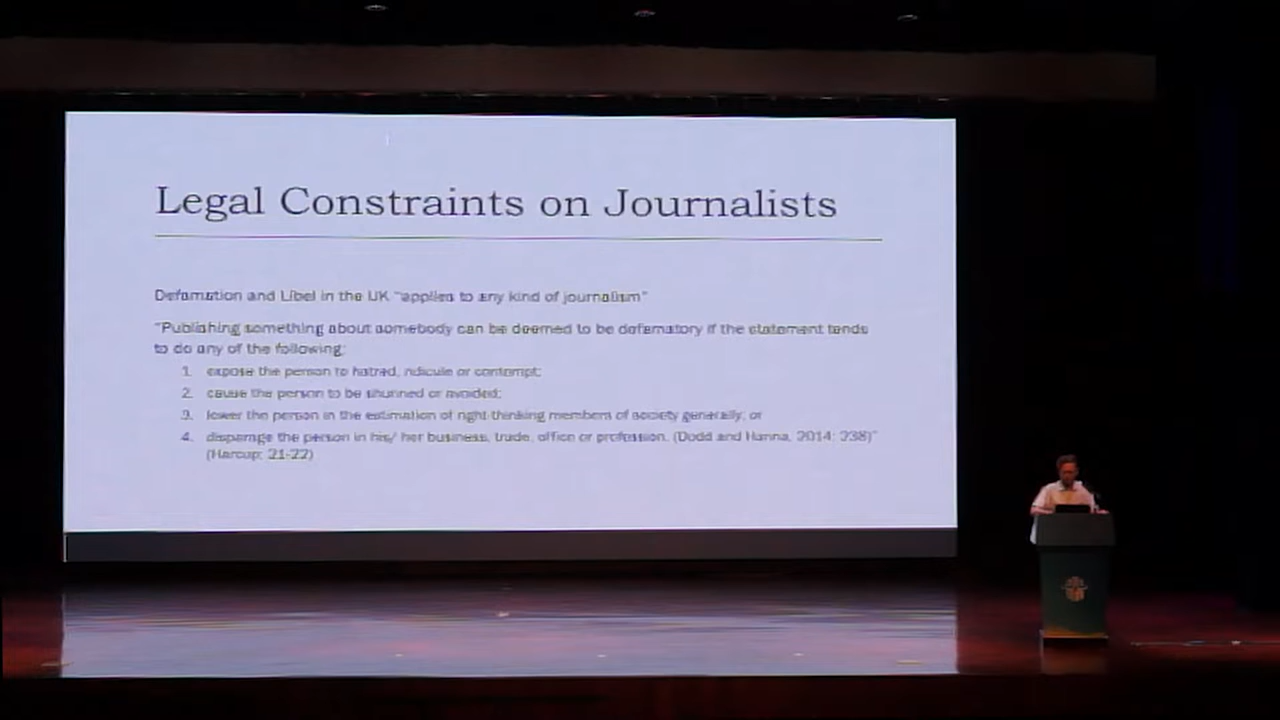 Legal Constraints on Journalists
Defamation and Libel in the UK "applies to any kind of journalism"
"Publishing something about somebody can be deemed to be defamatory if the statement tends
to do any of the following:
1. expose the person to hatred, ridicule or contempt;
2. cause the person to be shunned or avoided;
3. lower the person in the estimation of right-thinking members of society generally; or
4. disparage the person in his/ her business, trade, office or profession. (Dodd and Hanna, 2014: 238)"
(Harcup: 21-22)